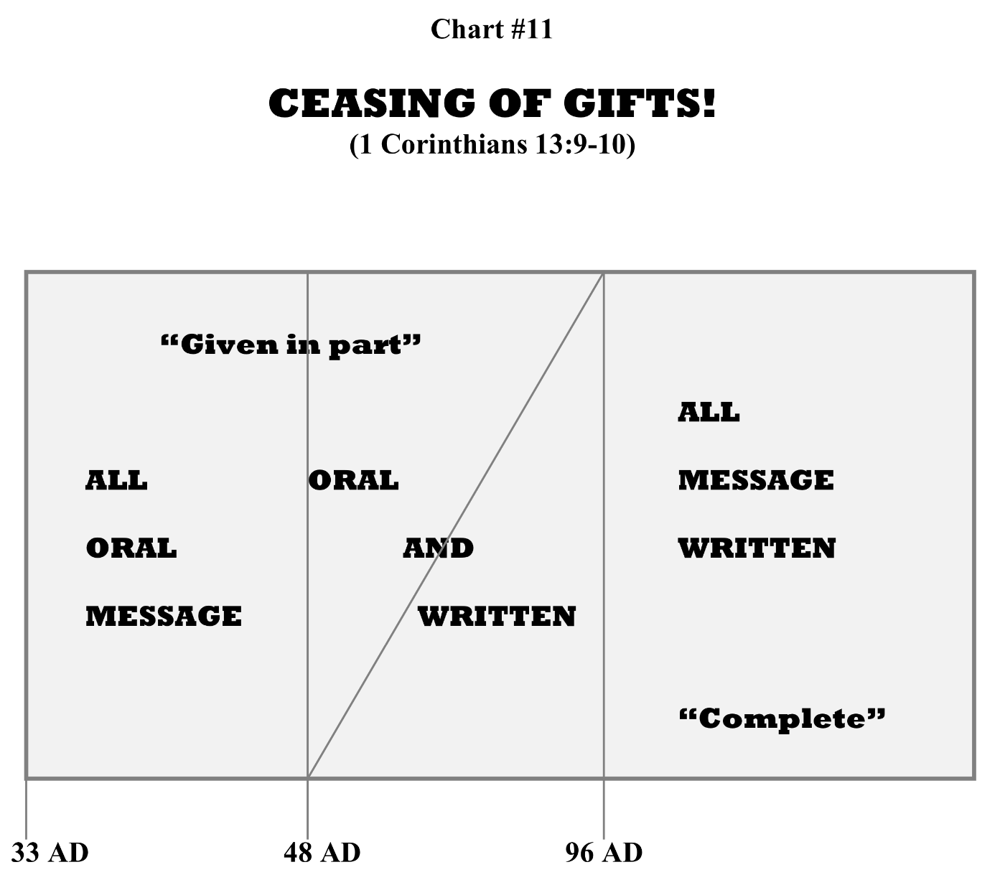 Chart #11
CEASING OF GIFTS!
(1 Corinthians 13:9-10)
“Given in part”
ALL
ORAL
MESSAGE
ORAL
AND
WRITTEN
ALL
MESSAGE
WRITTEN
“Complete”
33 AD
48 AD
96 AD